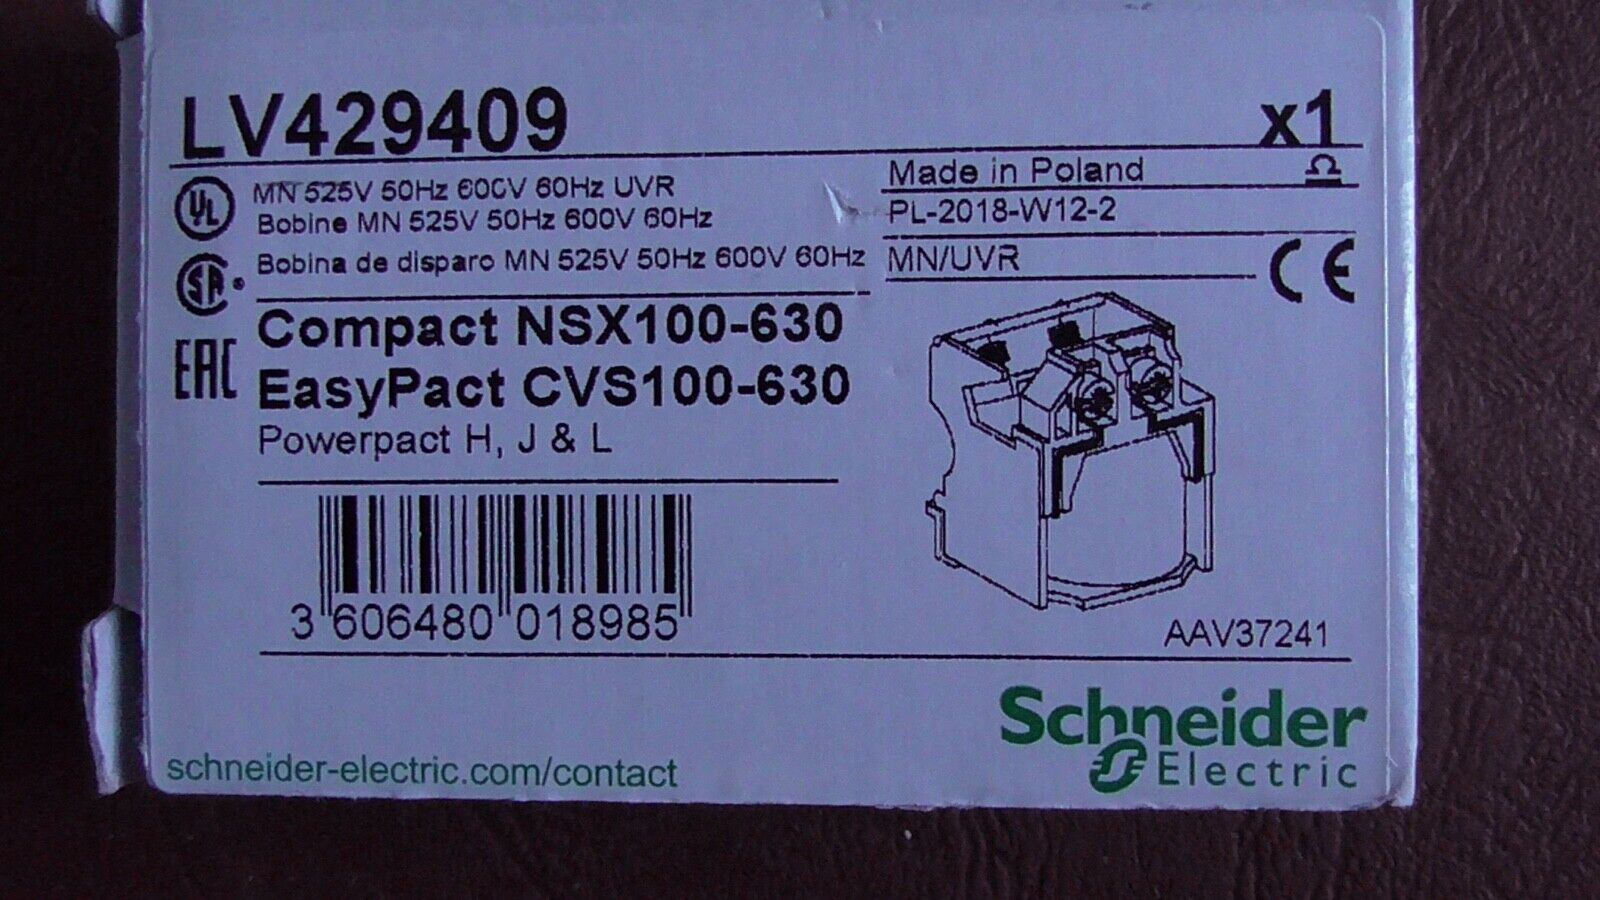 LV429409
x1
MN 525V 50Hz 600V 60Hz UVR
Bobine MN 525V 50Hz 600V 60Hz
Bobina de disparo MN 525V 50Hz 600V 60Hz
Made in Poland
PL-2018-W12-2
MN/UVR
UL
SA ®
EAC
CE
Compact NSX100-630
EasyPact CVS100-630
Powerpact H, J & L
3 606480 018985
AAV37241
Schneider
Electric
schneider-electric.com/contact